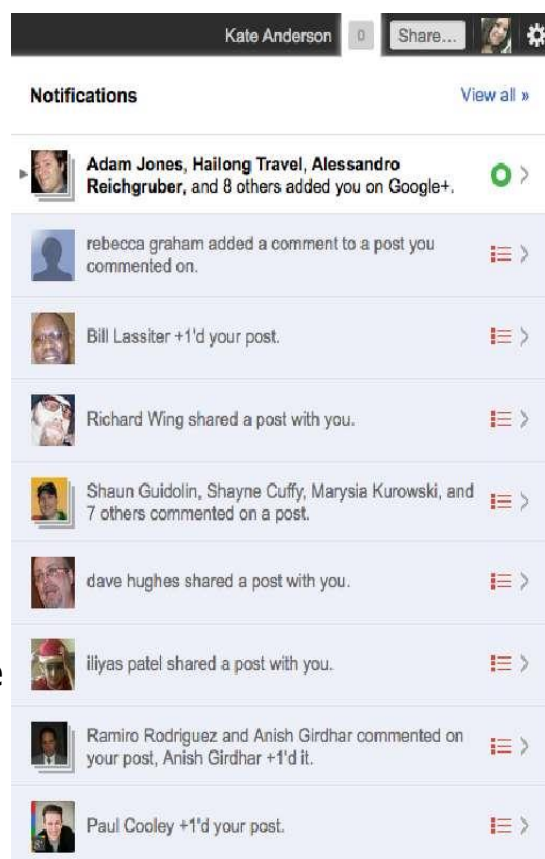 Kate Anderson 0 Share...
Notifications View all »
Adam Jones, Hailong Travel, Alessandro
Reichgruber, and 8 others added you on Google+.
rebecca graham added a comment to a post you
commented on.
Bill Lassiter +1'd your post.
Richard Wing shared a post with you.
Shaun Guidolin, Shayne Cuffy, Marysia Kurowski, and
7 others commented on a post.
dave hughes shared a post with you.
e
iliyas patel shared a post with you.
Ramiro Rodriguez and Anish Girdhar commented on
your post, Anish Girdhar +1'd it.
Paul Cooley +1'd your post.